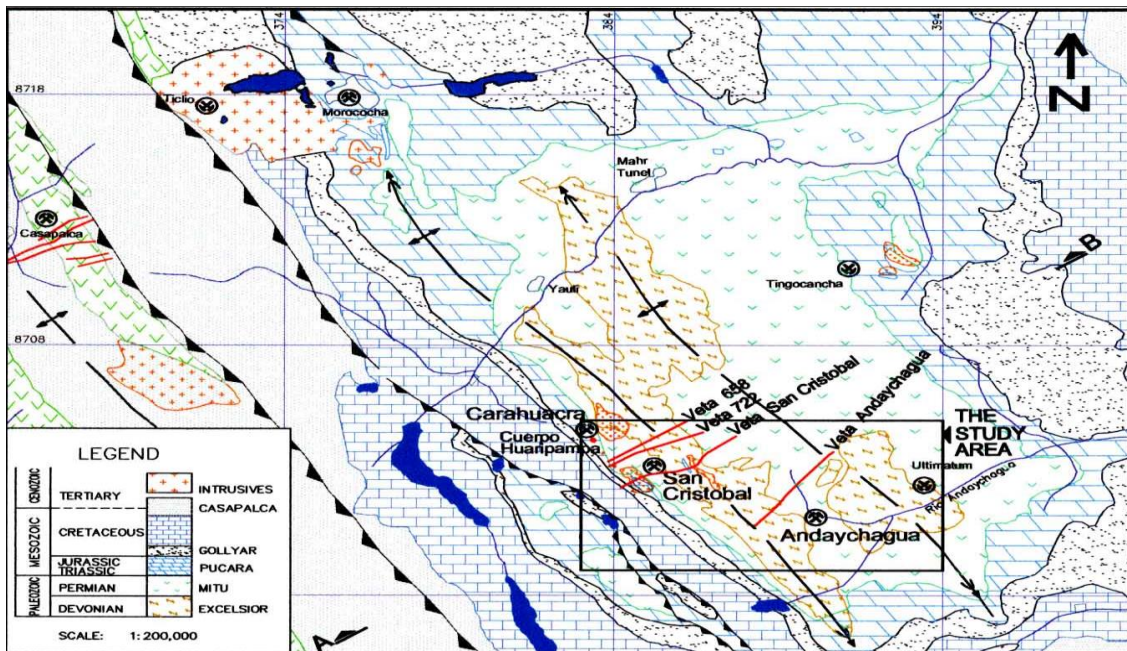 374
384
394
8718
Ticlio
Morococha
N
Mahr
Tunel
Casapalca
Tingocancha
B
Yauli
8708
Veta 658
Veta 722
Veta San Cristobal
Veta Andaychagua
Carahuacra
Cuerpo
Huaripampa
THE
STUDY
AREA
San
Cristobal
Ultimatum
Rio Andaychagua
Andaychagua
A
LEGEND
CENOZOIC
TERTIARY
INTRUSIVES
CASAPALCA
MESOZOIC
CRETACEOUS
GOLLYAR
JURASSIC
TRIASSIC
PUCARA
PALEOZOIC
PERMIAN
MITU
DEVONIAN
EXCELSIOR
SCALE: 1:200,000